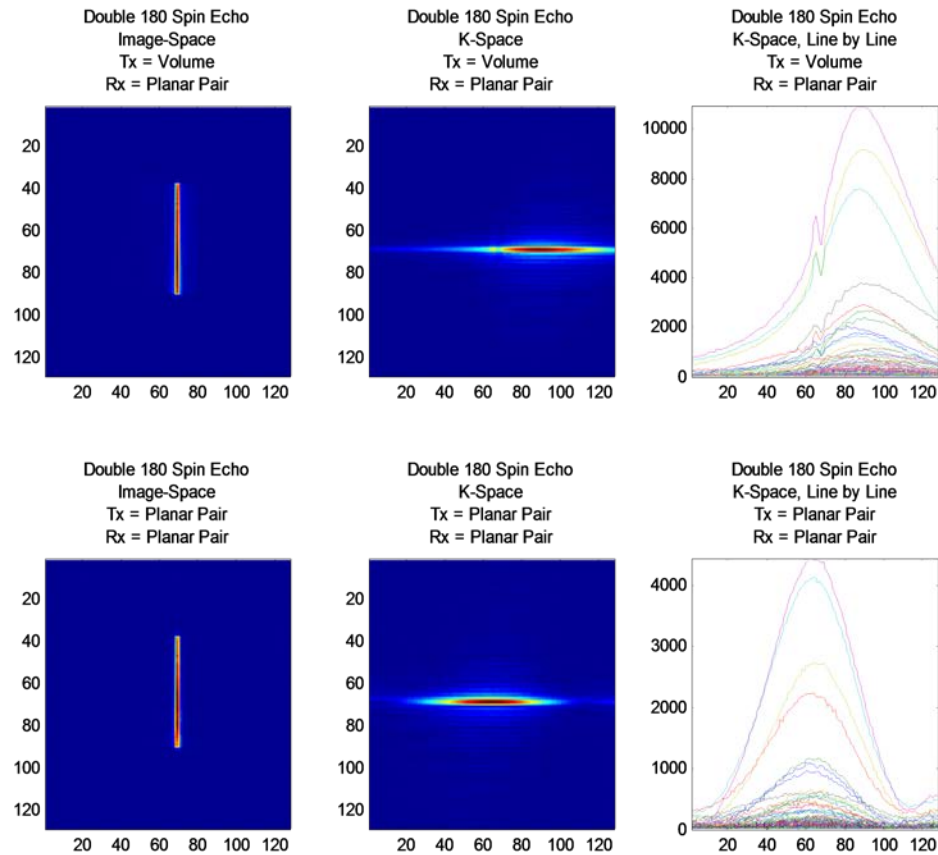 Double 180 Spin Echo
Image-Space
Tx = Volume
Rx = Planar Pair
20
40
60
80
100
120
20 40 60 80 100 120
Double 180 Spin Echo
K-Space
Tx = Volume
Rx = Planar Pair
20
40
60
80
100
120
20 40 60 80 100 120
Double 180 Spin Echo
K-Space, Line by Line
Tx = Volume
Rx = Planar Pair
10000
8000
6000
4000
2000
0
20 40 60 80 100 120
Double 180 Spin Echo
Image-Space
Tx = Planar Pair
Rx = Planar Pair
20
40
60
80
100
120
20 40 60 80 100 120
Double 180 Spin Echo
K-Space
Tx = Planar Pair
Rx = Planar Pair
20
40
60
80
100
120
20 40 60 80 100 120
Double 180 Spin Echo
K-Space, Line by Line
Tx = Planar Pair
Rx = Planar Pair
4000
3000
2000
1000
0
20 40 60 80 100 120